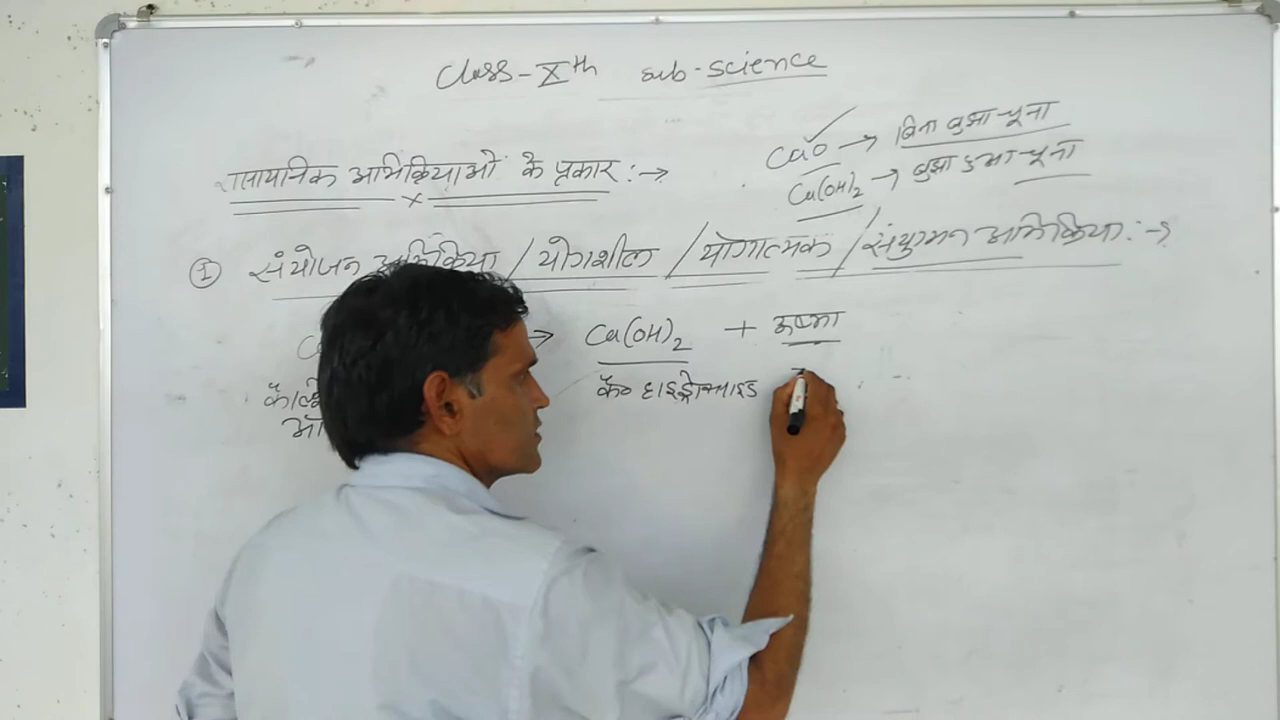 Class-Xth sub-science
CaO → बिना बुझा चूना
रासायनिक अभिक्रियाओं के प्रकार :→
Ca(OH)2 → बुझा हुआ चूना
① संयोजन अभिक्रिया / योगशील / योगात्मक / संयुग्मन अभिक्रिया :→
→ Ca(OH)2 + ऊष्मा
कै० हाइड्रोक्साइड